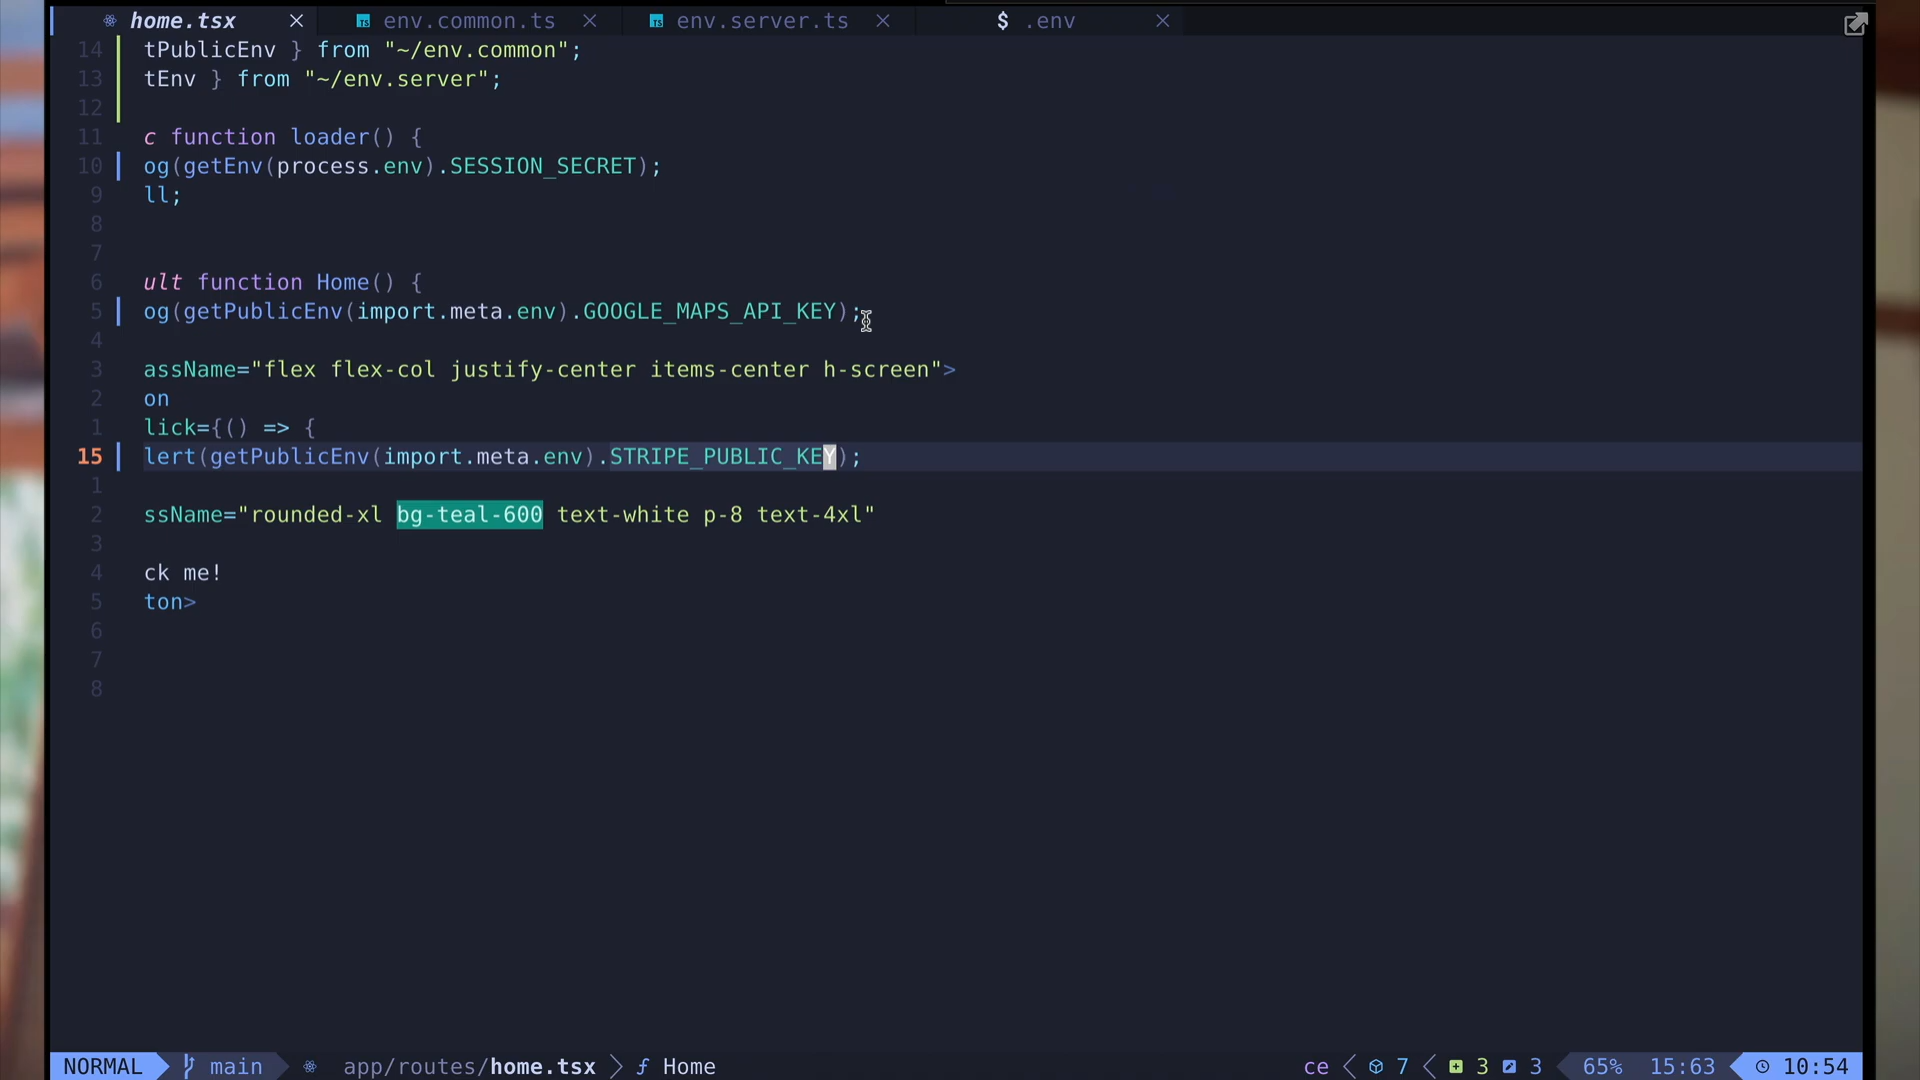 home.tsx env.common.ts env.server.ts $ .env
14 tPublicEnv } from "~/env.common";
13 tEnv } from "~/env.server";
12
11 c function loader() {
10 og(getEnv(process.env).SESSION_SECRET);
9 ll;
8
7
6 ult function Home() {
5 og(getPublicEnv(import.meta.env).GOOGLE_MAPS_API_KEY);
4
3 assName="flex flex-col justify-center items-center h-screen">
2 on
1 lick={() => {
15 lert(getPublicEnv(import.meta.env).STRIPE_PUBLIC_KEY);
1
2 ssName="rounded-xl bg-teal-600 text-white p-8 text-4xl"
3
4 ck me!
5 ton>
6
7
8
NORMAL main app/routes/home.tsx ƒ Home ce 7 3 3 65% 15:63 10:54